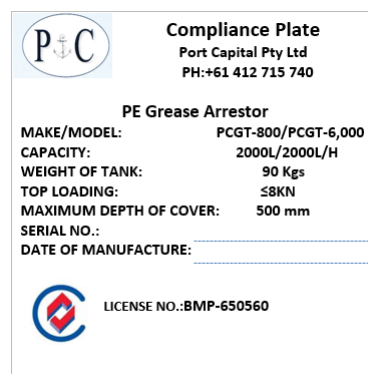 P C
Compliance Plate
Port Capital Pty Ltd
PH:+61 412 715 740
PE Grease Arrestor
MAKE/MODEL: PCGT-800/PCGT-6,000
CAPACITY: 2000L/2000L/H
WEIGHT OF TANK: 90 Kgs
TOP LOADING: ≤8KN
MAXIMUM DEPTH OF COVER: 500 mm
SERIAL NO.:
DATE OF MANUFACTURE:
LICENSE NO.:BMP-650560